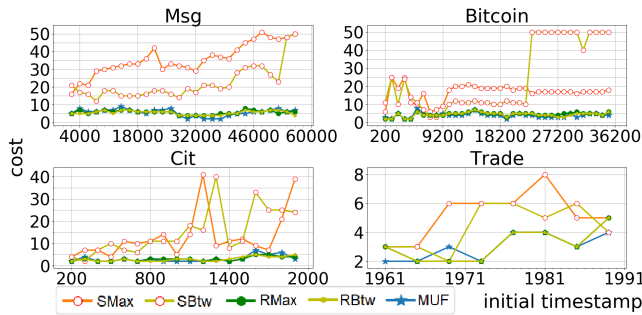 Msg
Bitcoin
50
40
30
20
10
0
4000 18000 32000 46000 60000
50
40
30
20
10
0
200 9200 18200 27200 36200
cost
Cit
Trade
40
30
20
10
0
200 800 1400 2000
8
6
4
2
1961 1971 1981 1991
initial timestamp
SMax SBtw RMax RBtw MUF